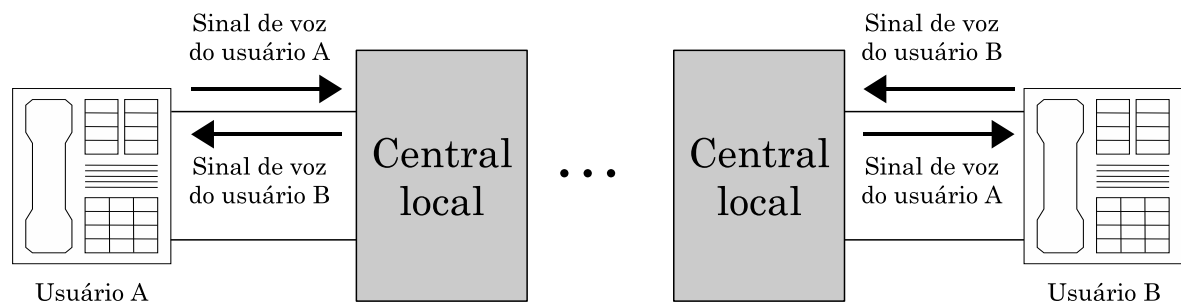 Sinal de voz
do usuário A
Sinal de voz
do usuário B
Central
local
Usuário A
...
Sinal de voz
do usuário B
Central
local
Sinal de voz
do usuário A
Usuário B